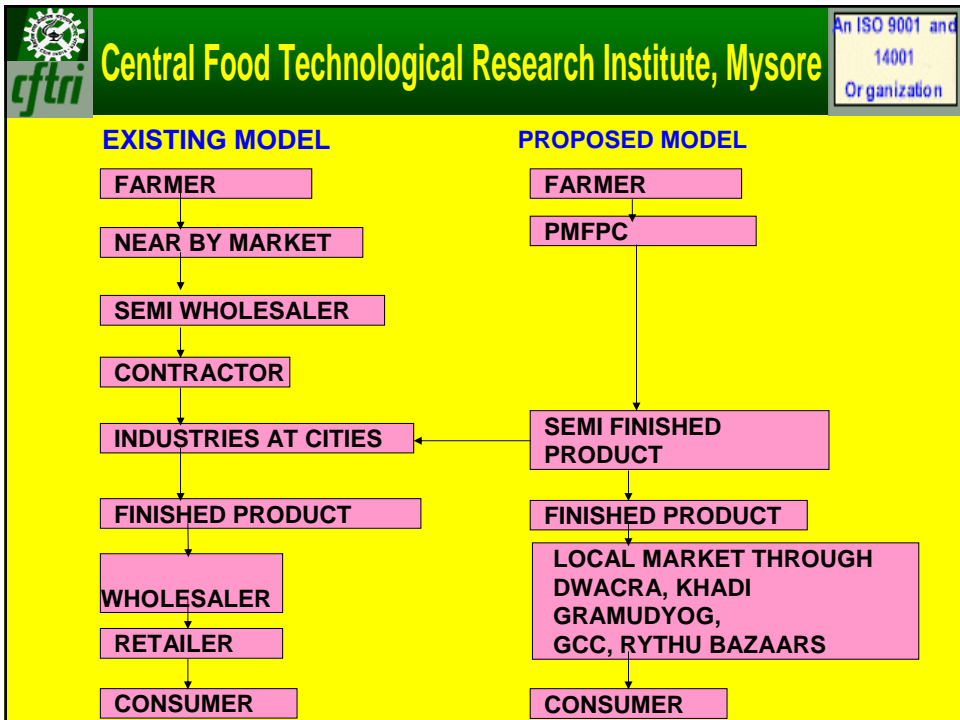 cftri
Central Food Technological Research Institute, Mysore
An ISO 9001 and
14001
Organization
EXISTING MODEL
FARMER
NEAR BY MARKET
SEMI WHOLESALER
CONTRACTOR
INDUSTRIES AT CITIES
FINISHED PRODUCT
WHOLESALER
RETAILER
CONSUMER
PROPOSED MODEL
FARMER
PMFPC
SEMI FINISHED
PRODUCT
FINISHED PRODUCT
LOCAL MARKET THROUGH
DWACRA, KHADI
GRAMUDYOG,
GCC, RYTHU BAZAARS
CONSUMER